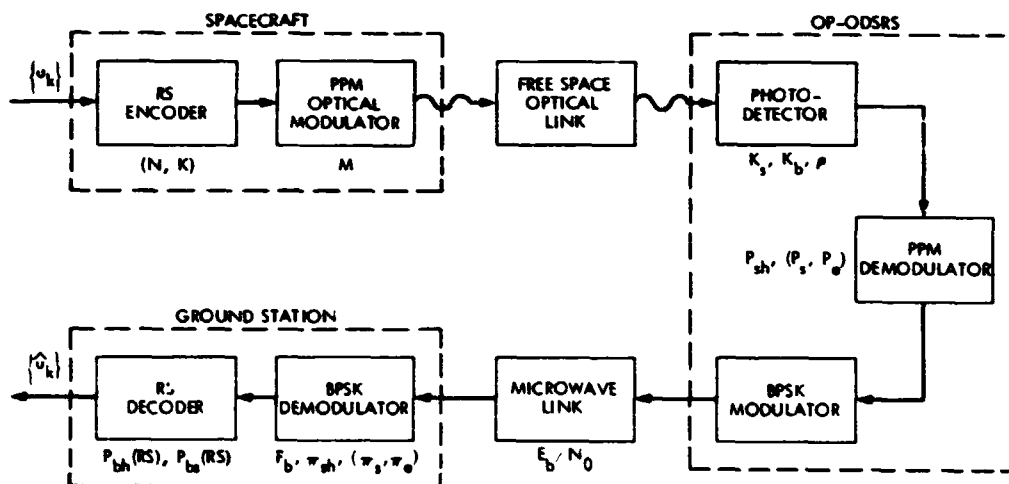 SPACECRAFT
{u_k}
RS
ENCODER
(N, K)
PPM
OPTICAL
MODULATOR
M
FREE SPACE
OPTICAL
LINK
OP-ODSRS
PHOTO-
DETECTOR
K_s, K_b, ρ
PPM
DEMODULATOR
P_sh, (P_s, P_e)
BPSK
MODULATOR
MICROWAVE
LINK
E_b/N_0
GROUND STATION
BPSK
DEMODULATOR
F_b, π_sh, (π_s, π_e)
RS
DECODER
P_bh(RS), P_bs(RS)
{û_k}